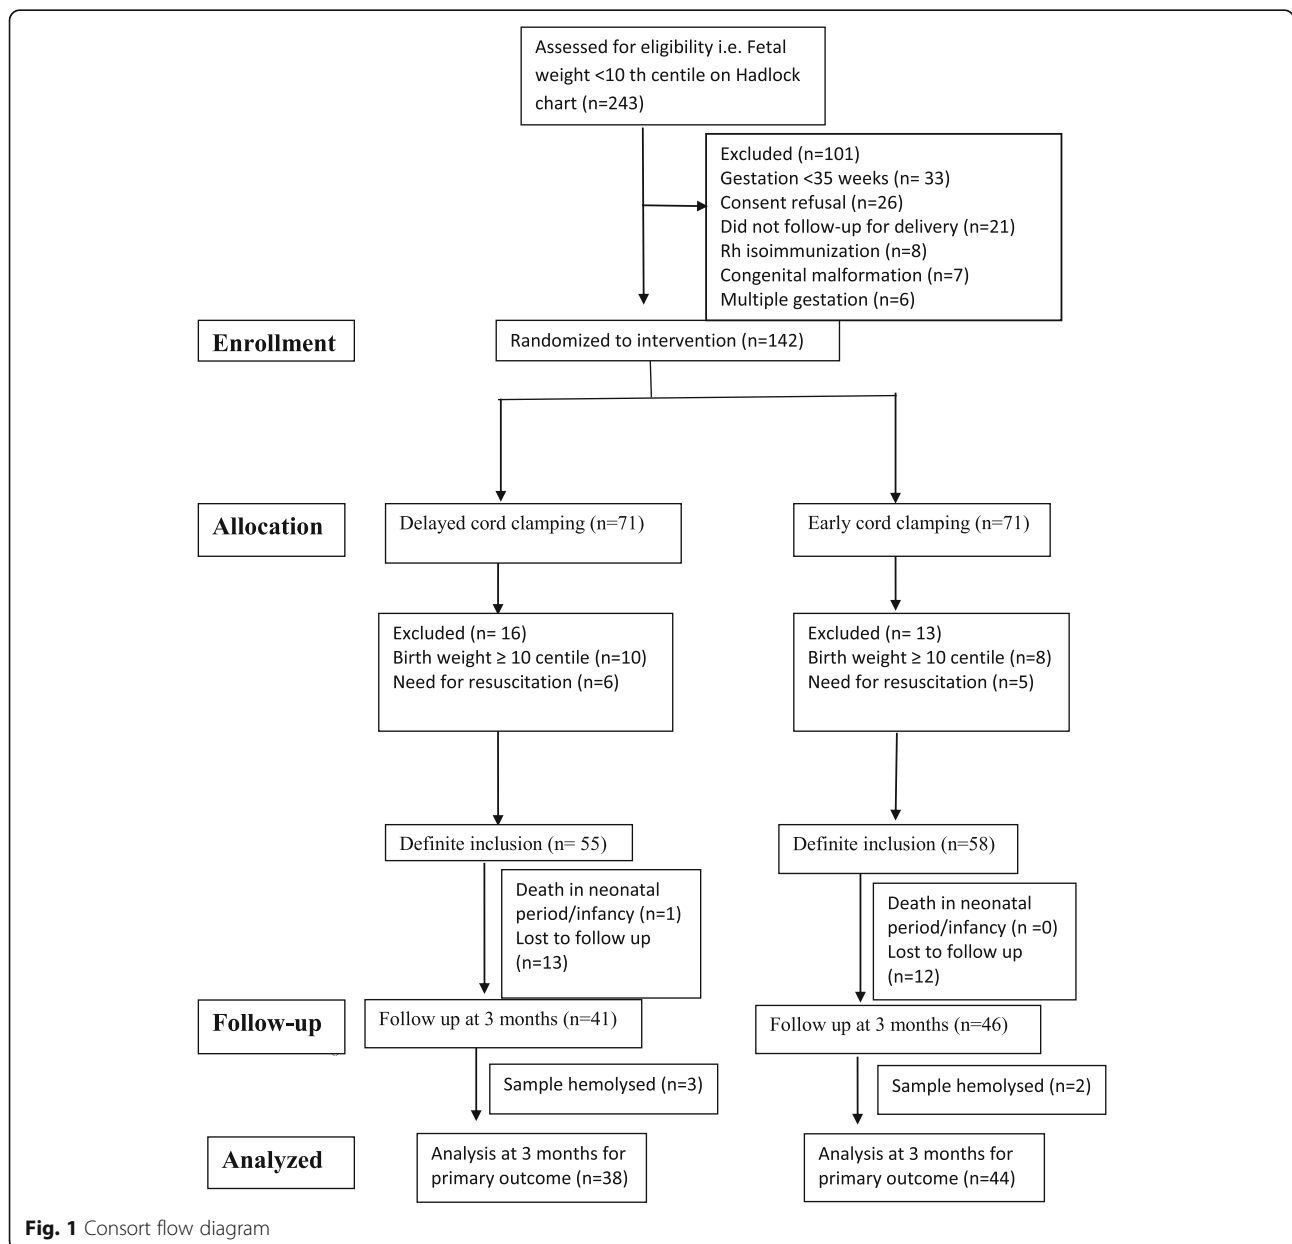 Assessed for eligibility i.e. Fetal
weight <10 th centile on Hadlock
chart (n=243)
Excluded (n=101)
Gestation <35 weeks (n= 33)
Consent refusal (n=26)
Did not follow-up for delivery (n=21)
Rh isoimmunization (n=8)
Congenital malformation (n=7)
Multiple gestation (n=6)
Enrollment
Randomized to intervention (n=142)
Allocation
Delayed cord clamping (n=71)
Early cord clamping (n=71)
Excluded (n= 16)
Birth weight ≥ 10 centile (n=10)
Need for resuscitation (n=6)
Excluded (n= 13)
Birth weight ≥ 10 centile (n=8)
Need for resuscitation (n=5)
Definite inclusion (n= 55)
Definite inclusion (n=58)
Death in neonatal
period/infancy (n=1)
Lost to follow up
(n=13)
Death in neonatal
period/infancy (n =0)
Lost to follow up
(n=12)
Follow-up
Follow up at 3 months (n=41)
Follow up at 3 months (n=46)
Sample hemolysed (n=3)
Sample hemolysed (n=2)
Analyzed
Analysis at 3 months for
primary outcome (n=38)
Analysis at 3 months for
primary outcome (n=44)
Fig. 1 Consort flow diagram